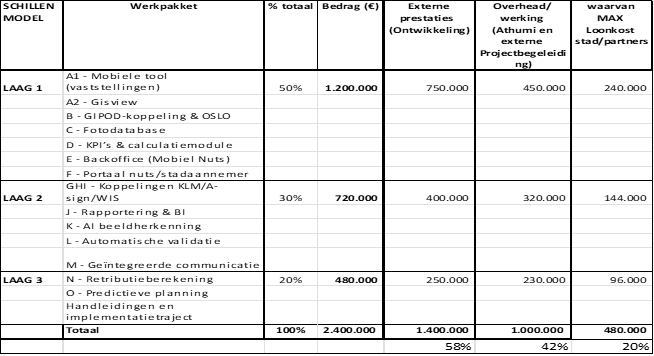 SCHILLEN MODEL Werkpakket % totaal Bedrag (€) Externe prestaties (Ontwikkeling) Overhead/ werking (Athumi en externe Projectbegeleidi ng) waarvan MAX Loonkost stad/partners
LAAG 1 A1 - Mobiele tool (vaststellingen) 50% 1.200.000 750.000 450.000 240.000
A2 - Gisview
B - GIPOD-koppeling & OSLO
C - Fotodatabase
D - KPI's & calculatiemodule
E - Backoffice (Mobiel Nuts)
F - Portaal nuts/stadaannemer
LAAG 2 GHI - Koppelingen KLM/A-sign/WIS 30% 720.000 400.000 320.000 144.000
J - Rapportering & BI
K - AI beeldherkenning
L - Automatische validatie
M - Geïntegreerde communicatie
LAAG 3 N - Retributieberekening 20% 480.000 250.000 230.000 96.000
O - Predictieve planning
Handleidingen en implementatietraject
Totaal 100% 2.400.000 1.400.000 1.000.000 480.000
58% 42% 20%